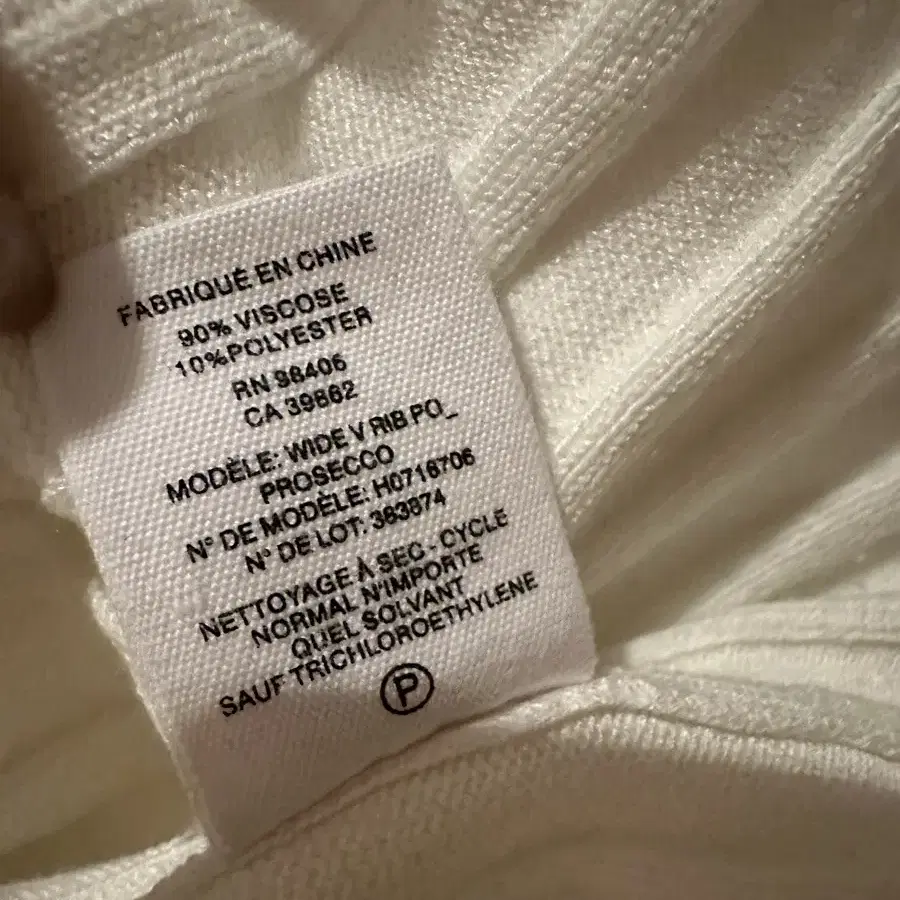 FABRIQUÉ EN CHINE
90% VISCOSE
10%POLYESTER
RN 98406
CA 39862
MODÈLE: WIDE V RIB PO_
PROSECCO
N° DE MODÈLE: H0716706
N° DE LOT: 383874
NETTOYAGE À SEC - CYCLE
NORMAL N'IMPORTE
QUEL SOLVANT
SAUF TRICHLOROETHYLENE
P